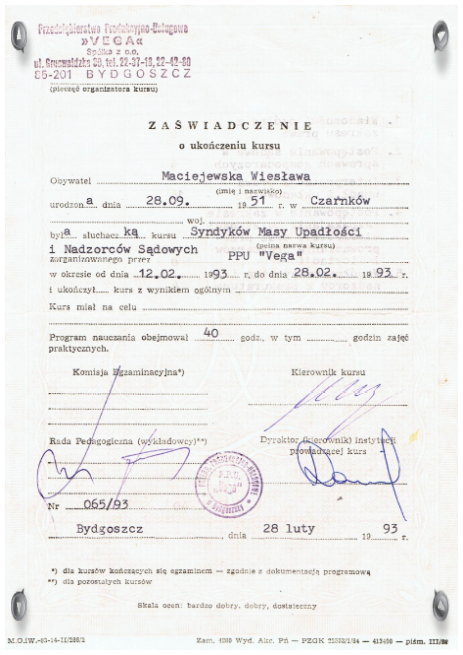 Przedsiębiorstwo Produkcyjno-Usługowe
»VEGA«
Spółka z o.o.
ul. Grunwaldzka 39, tel. 22-37-18, 22-42-60
85-201 BYDGOSZCZ
(pieczęć organizatora kursu)
ZAŚWIADCZENIE
o ukończeniu kursu
Obywatel Maciejewska Wiesława
(imię i nazwisko)
urodzona dnia 28.09. 1951 r. w Czarnków
woj.
była słuchaczką kursu Syndyków Masy Upadłości
i Nadzorców Sądowych (pełna nazwa kursu)
zorganizowanego przez PPU "Vega"
w okresie od dnia 12.02. 1993 r. do dnia 28.02. 1993 r.
i ukończył kurs z wynikiem ogólnym
Kurs miał na celu
Program nauczania obejmował 40 godz., w tym godzin zajęć
praktycznych.
Komisja Egzaminacyjna*) Kierownik kursu
Rada Pedagogiczna (wykładowcy)**) Dyrektor (kierownik) instytucji
prowadzącej kurs
Nr 065/93
Bydgoszcz dnia 28 luty 1993 r.
*) dla kursów kończących się egzaminem — zgodnie z dokumentacją programową
**) dla pozostałych kursów
Skala ocen: bardzo dobry, dobry, dostateczny